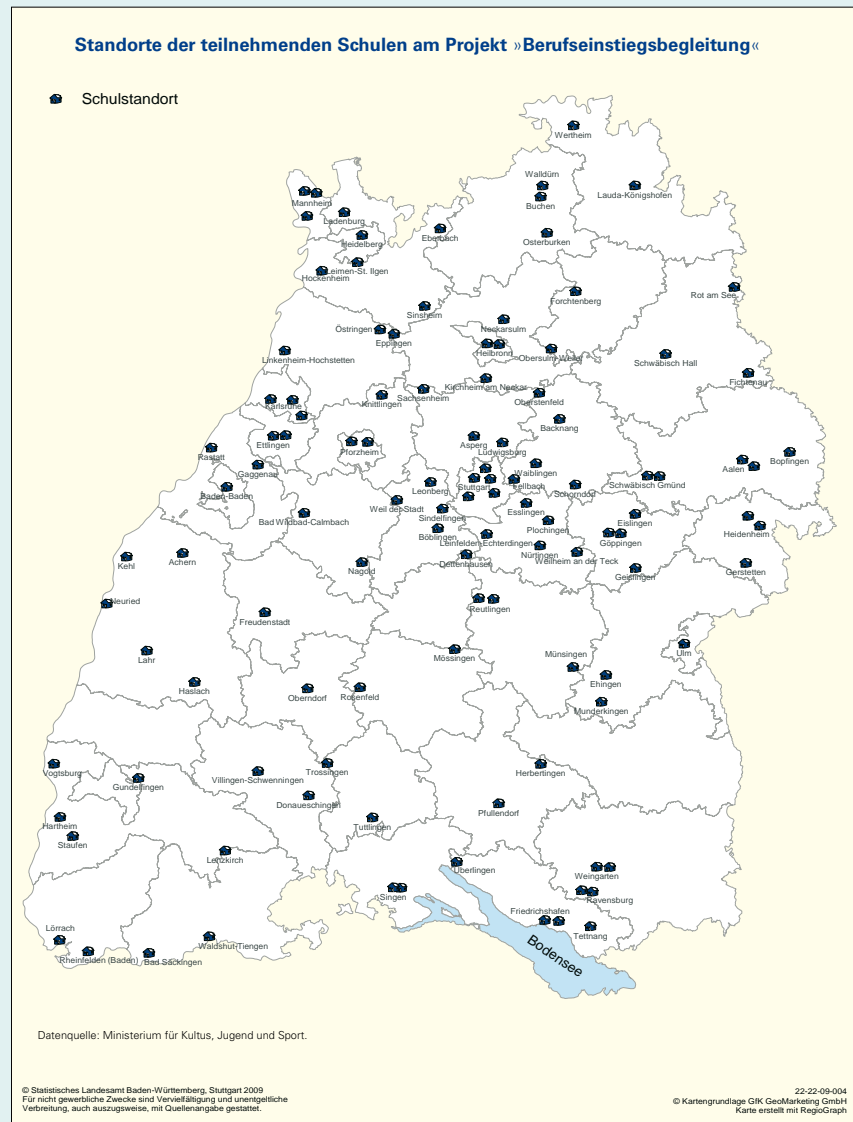 Standorte der teilnehmenden Schulen am Projekt »Berufseinstiegsbegleitung«
Schulstandort
Wertheim
Walldürn
Lauda-Königshofen
Buchen
Mannheim
Ladenburg
Eberbach
Osterburken
Heidelberg
Leimen-St. Ilgen
Hockenheim
Rot am See
Forchtenberg
Sinsheim
Östringen
Eppingen
Neckarsulm
Heilbronn
Obersulm-Weiler
Schwäbisch Hall
Linkenheim-Hochstetten
Fichtenau
Kirchheim am Neckar
Sachsenheim
Oberstenfeld
Knittlingen
Karlsruhe
Backnang
Ettlingen
Pforzheim
Asperg
Ludwigsburg
Rastatt
Gaggenau
Waiblingen
Aalen
Bopfingen
Baden-Baden
Leonberg
Stuttgart
Fellbach
Schorndorf
Schwäbisch Gmünd
Weil der Stadt
Sindelfingen
Esslingen
Bad Wildbad-Calmbach
Plochingen
Eislingen
Heidenheim
Böblingen
Leinfelden-Echterdingen
Göppingen
Nürtingen
Weilheim an der Teck
Kehl
Achern
Nagold
Dettenhausen
Geislingen
Gerstetten
Neuried
Freudenstadt
Reutlingen
Lahr
Mössingen
Münsingen
Ulm
Haslach
Oberndorf
Rosenfeld
Ehingen
Munderkingen
Vogtsburg
Gundelfingen
Villingen-Schwenningen
Trossingen
Herbertingen
Donaueschingen
Hartheim
Tuttlingen
Pfullendorf
Staufen
Lenzkirch
Überlingen
Weingarten
Singen
Ravensburg
Friedrichshafen
Tettnang
Lörrach
Rheinfelden (Baden)
Bad Säckingen
Waldshut-Tiengen
Bodensee
Datenquelle: Ministerium für Kultus, Jugend und Sport.
© Statistisches Landesamt Baden-Württemberg, Stuttgart 2009
Für nicht gewerbliche Zwecke sind Vervielfältigung und unentgeltliche
Verbreitung, auch auszugsweise, mit Quellenangabe gestattet.
22-22-09-004
© Kartengrundlage GfK GeoMarketing GmbH
Karte erstellt mit RegioGraph